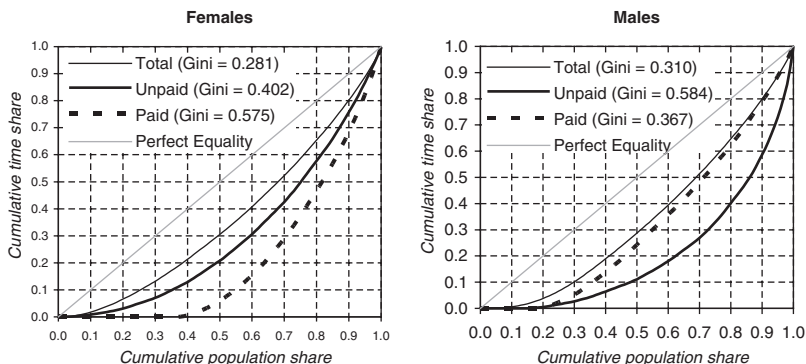 Females
Cumulative time share
1.0
0.9
0.8
0.7
0.6
0.5
0.4
0.3
0.2
0.1
0.0
Total (Gini = 0.281)
Unpaid (Gini = 0.402)
Paid (Gini = 0.575)
Perfect Equality
0.0 0.1 0.2 0.3 0.4 0.5 0.6 0.7 0.8 0.9 1.0
Cumulative population share
Males
Cumulative time share
1.0
0.9
0.8
0.7
0.6
0.5
0.4
0.3
0.2
0.1
0.0
Total (Gini = 0.310)
Unpaid (Gini = 0.584)
Paid (Gini = 0.367)
Perfect Equality
0.0 0.1 0.2 0.3 0.4 0.5 0.6 0.7 0.8 0.9 1.0
Cumulative population share